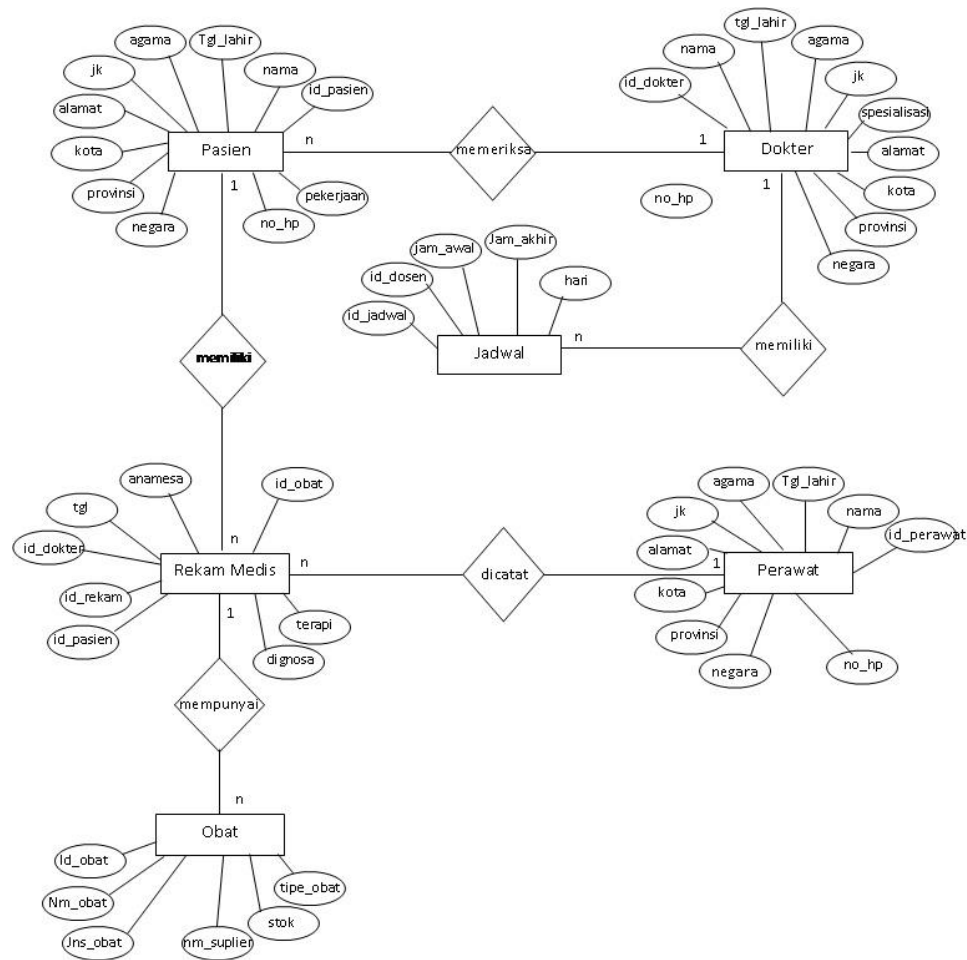 tgl_lahir
agama
Tgl_lahir
nama
agama
jk
nama
id_dokter
jk
id_pasien
spesialisasi
alamat
Pasien
n
memeriksa
1
Dokter
alamat
kota
1
1
kota
provinsi
pekerjaan
no_hp
negara
no_hp
provinsi
Jam_akhir
jam_awal
negara
id_dosen
hari
id_jadwal
n
Jadwal
memiliki
memiliki
anamesa
id_obat
agama
Tgl_lahir
tgl
jk
nama
id_perawat
id_dokter
n
n
alamat
1
Rekam Medis
dicatat
Perawat
id_rekam
kota
1
terapi
id_pasien
provinsi
dignosa
negara
no_hp
mempunyai
n
Obat
Id_obat
tipe_obat
Nm_obat
stok
Jns_obat
nm_suplier